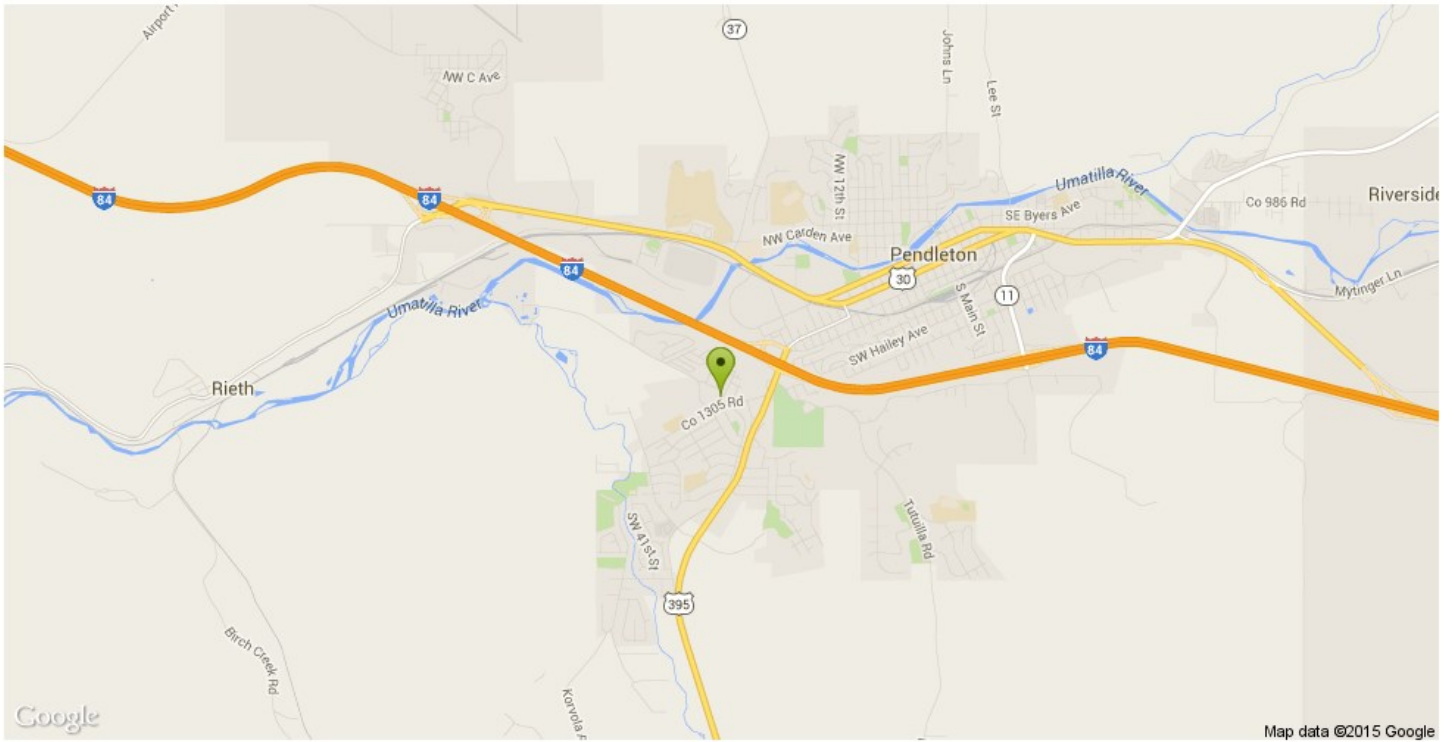 Airport
37
NW C Ave
Johns Ln
Lee St
84
84
NW 12th St
Umatilla River
SE Byers Ave
Co 986 Rd
Riverside
NW Carden Ave
Pendleton
84
30
11
S Main St
Mytinger Ln
Umatilla River
SW Hailey Ave
84
Rieth
Co 1305 Rd
SW 41st St
Tutuilla Rd
395
Birch Creek Rd
Korvola
Google
Map data ©2015 Google